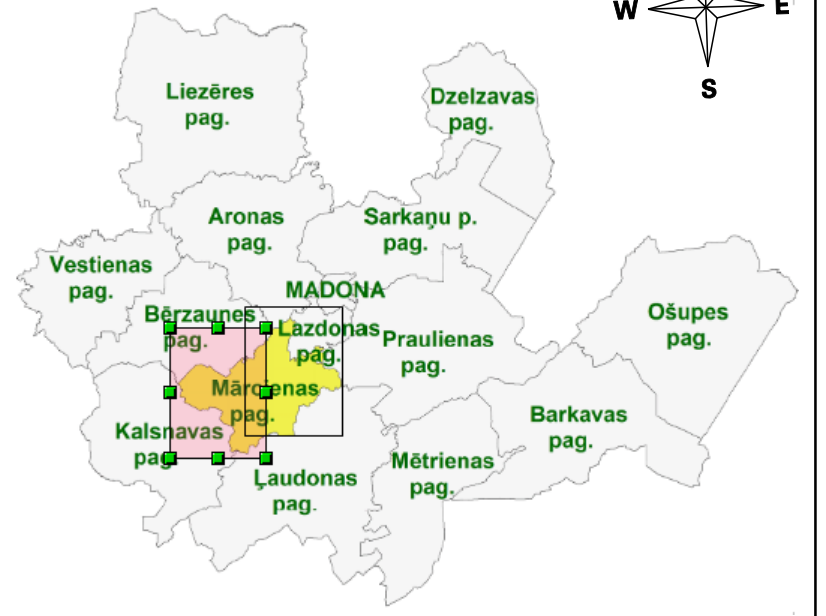 W
E
S
Liezēres
pag.
Dzelzavas
pag.
Aronas
pag.
Sarkaņu p.
pag.
Vestienas
pag.
MADONA
Bērzaunes
pag.
Lazdonas
pag.
Praulienas
pag.
Ošupes
pag.
Mārcienas
pag.
Kalsnavas
pag
Barkavas
pag.
Mētrienas
pag.
Ļaudonas
pag.